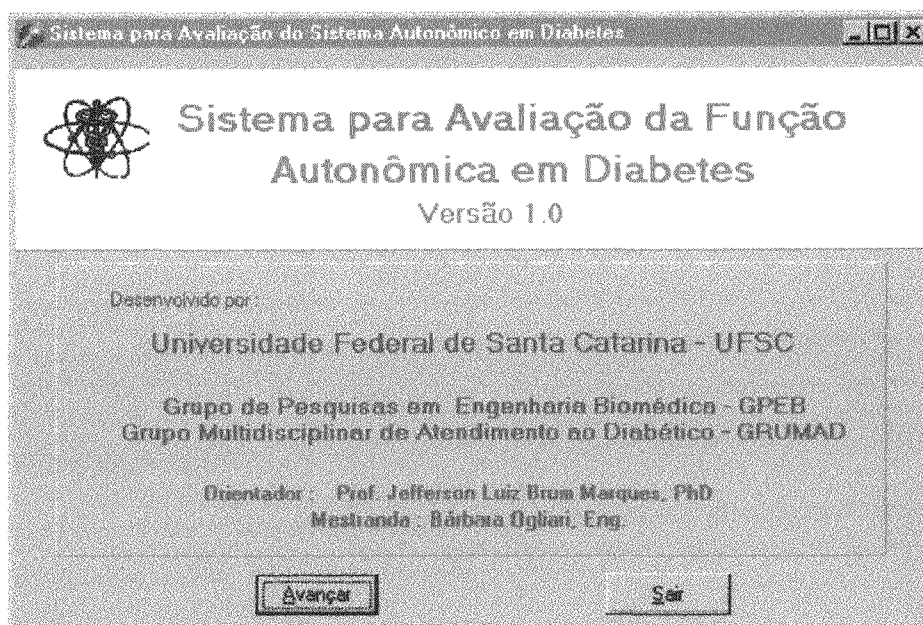 Sistema para Avaliação do Sistema Autonômico em Diabetes
Sistema para Avaliação da Função
Autonômica em Diabetes
Versão 1.0
Desenvolvido por :
Universidade Federal de Santa Catarina - UFSC
Grupo de Pesquisas em Engenharia Biomédica - GPEB
Grupo Multidisciplinar de Atendimento ao Diabético - GRUMAD
Orientador : Prof. Jefferson Luiz Brum Marques, PhD
Mestranda : Bárbara Ogliari, Eng.
Avançar Sair